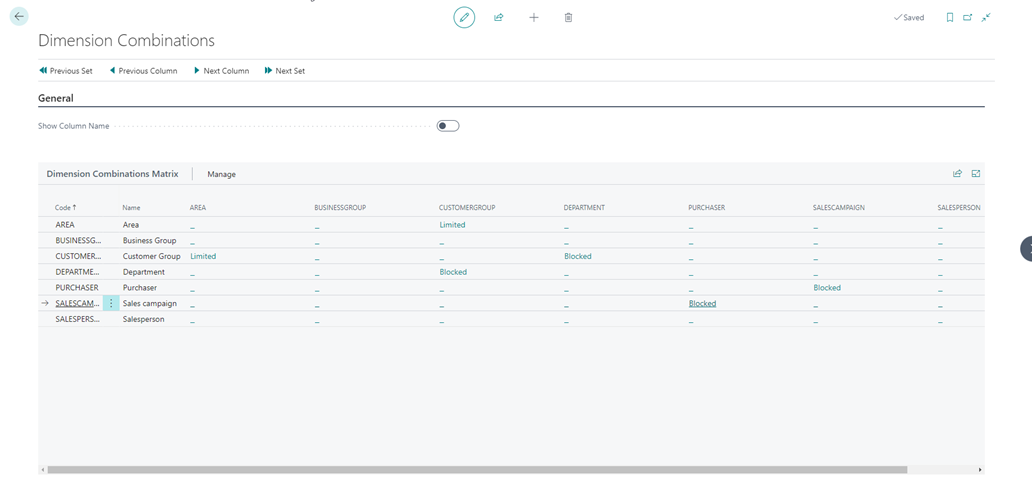 Saved
Dimension Combinations
Previous Set Previous Column Next Column Next Set
General
Show Column Name
Dimension Combinations Matrix Manage
Code ↑ Name AREA BUSINESSGROUP CUSTOMERGROUP DEPARTMENT PURCHASER SALESCAMPAIGN SALESPERSON
AREA Area _ _ Limited _ _ _ _
BUSINESSG... Business Group _ _ _ _ _ _ _
CUSTOMER... Customer Group Limited _ _ Blocked _ _ _
DEPARTME... Department _ _ Blocked _ _ _ _
PURCHASER Purchaser _ _ _ _ _ Blocked _
SALESCAM... Sales campaign _ _ _ _ Blocked _ _
SALESPERS... Salesperson _ _ _ _ _ _ _